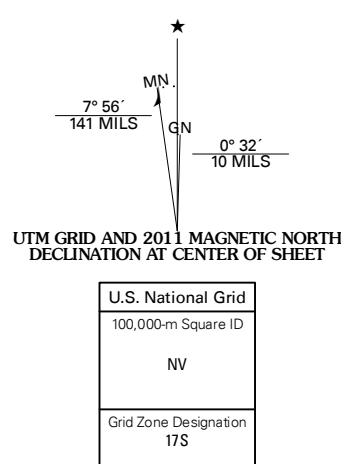 ★
MN
7° 56´
141 MILS
GN
0° 32´
10 MILS
UTM GRID AND 2011 MAGNETIC NORTH
DECLINATION AT CENTER OF SHEET
U.S. National Grid
100,000-m Square ID
NV
Grid Zone Designation
17S